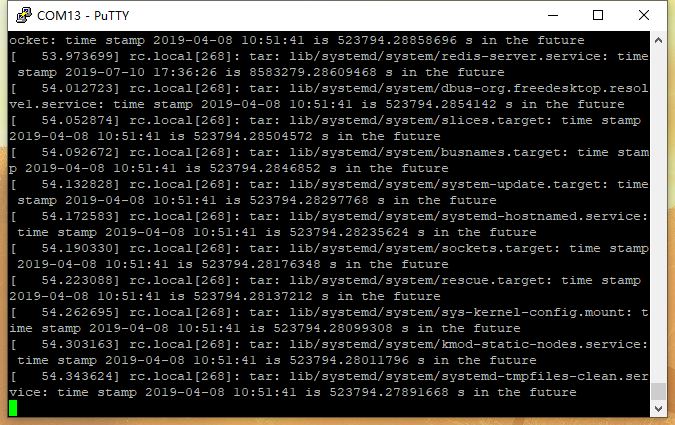 COM13 - PuTTY
ocket: time stamp 2019-04-08 10:51:41 is 523794.28858696 s in the future
[   53.973699] rc.local[268]: tar: lib/systemd/system/redis-server.service: time
 stamp 2019-07-10 17:36:26 is 8583279.28609468 s in the future
[   54.012723] rc.local[268]: tar: lib/systemd/system/dbus-org.freedesktop.resol
ve1.service: time stamp 2019-04-08 10:51:41 is 523794.2854142 s in the future
[   54.052874] rc.local[268]: tar: lib/systemd/system/slices.target: time stamp
2019-04-08 10:51:41 is 523794.28504572 s in the future
[   54.092672] rc.local[268]: tar: lib/systemd/system/busnames.target: time stam
p 2019-04-08 10:51:41 is 523794.2846852 s in the future
[   54.132828] rc.local[268]: tar: lib/systemd/system/system-update.target: time
 stamp 2019-04-08 10:51:41 is 523794.28297768 s in the future
[   54.172583] rc.local[268]: tar: lib/systemd/system/systemd-hostnamed.service:
 time stamp 2019-04-08 10:51:41 is 523794.28235624 s in the future
[   54.190330] rc.local[268]: tar: lib/systemd/system/sockets.target: time stamp
 2019-04-08 10:51:41 is 523794.28176348 s in the future
[   54.223088] rc.local[268]: tar: lib/systemd/system/rescue.target: time stamp
2019-04-08 10:51:41 is 523794.28137212 s in the future
[   54.262695] rc.local[268]: tar: lib/systemd/system/sys-kernel-config.mount: t
ime stamp 2019-04-08 10:51:41 is 523794.28099308 s in the future
[   54.303163] rc.local[268]: tar: lib/systemd/system/kmod-static-nodes.service:
 time stamp 2019-04-08 10:51:41 is 523794.28011796 s in the future
[   54.343624] rc.local[268]: tar: lib/systemd/system/systemd-tmpfiles-clean.ser
vice: time stamp 2019-04-08 10:51:41 is 523794.27891668 s in the future